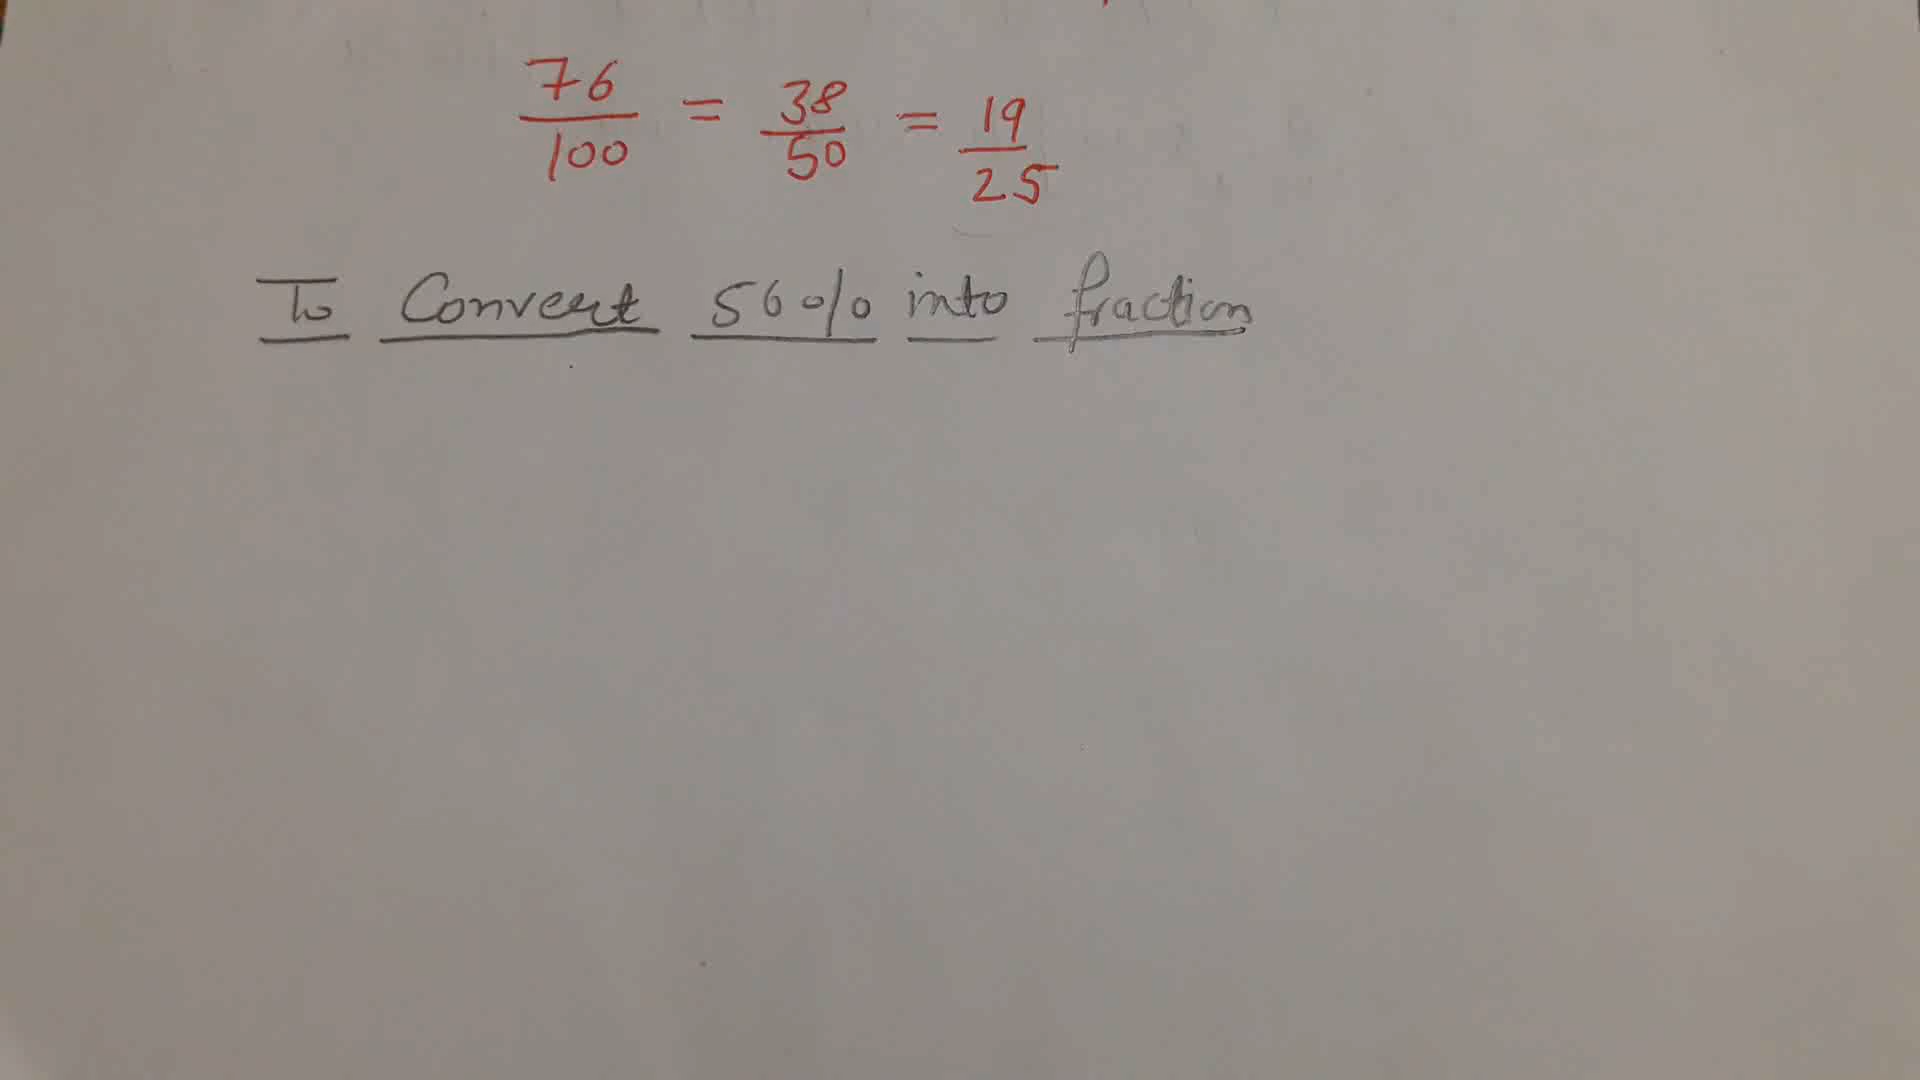 76/100 = 38/50 = 19/25
To Convert 56% into fraction